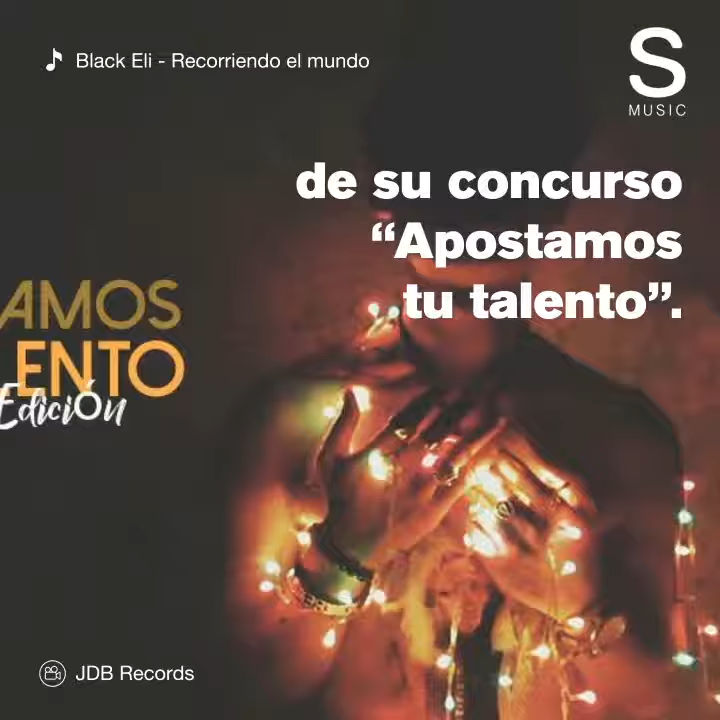 Black Eli - Recorriendo el mundo
S
MUSIC
de su concurso
“Apostamos
tu talento”.
AMOS
ENTO
Edición
JDB Records